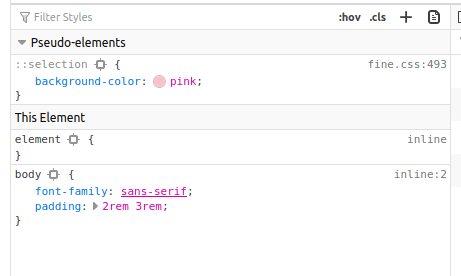 Filter Styles :hov .cls +
Pseudo-elements
::selection { fine.css:493
background-color: pink;
}
This Element
element { inline
}
body { inline:2
font-family: sans-serif;
padding: 2rem 3rem;
}